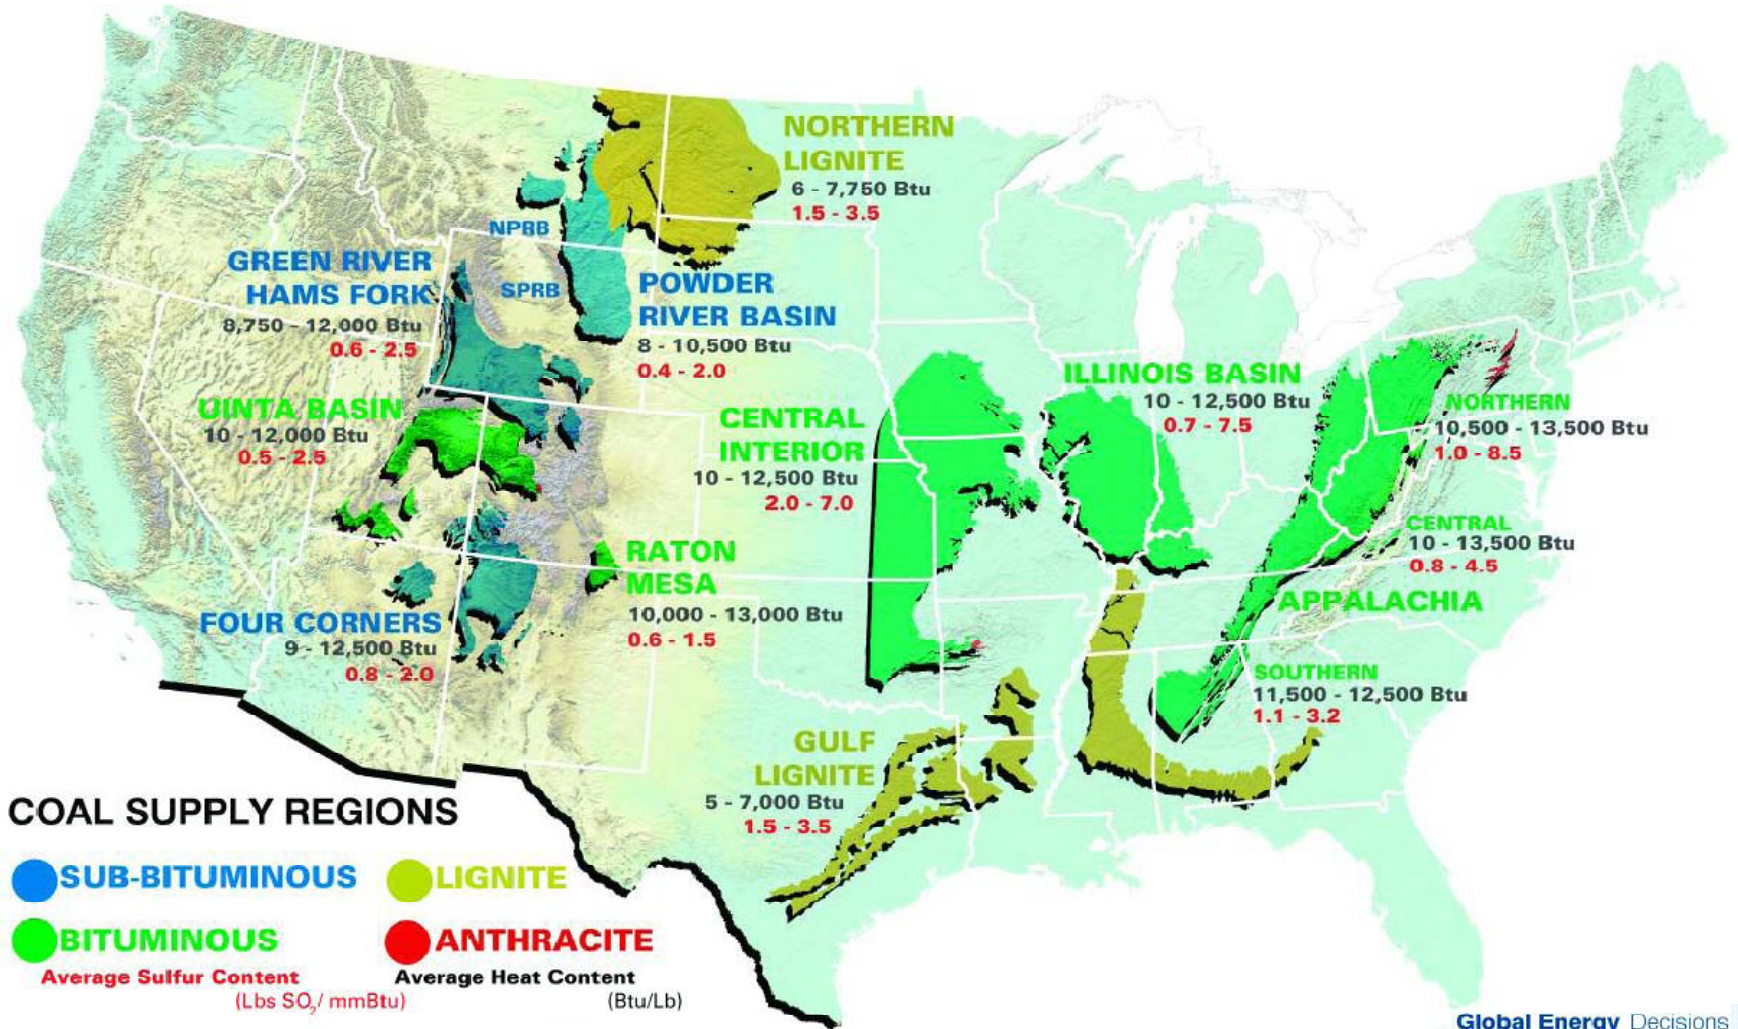 NORTHERN
LIGNITE
6 - 7,750 Btu
1.5 - 3.5
NPRB
SPRB
GREEN RIVER
HAMS FORK
8,750 - 12,000 Btu
0.6 - 2.5
POWDER
RIVER BASIN
8 - 10,500 Btu
0.4 - 2.0
UINTA BASIN
10 - 12,000 Btu
0.5 - 2.5
CENTRAL
INTERIOR
10 - 12,500 Btu
2.0 - 7.0
ILLINOIS BASIN
10 - 12,500 Btu
0.7 - 7.5
NORTHERN
10,500 - 13,500 Btu
1.0 - 8.5
CENTRAL
10 - 13,500 Btu
0.8 - 4.5
APPALACHIA
RATON
MESA
10,000 - 13,000 Btu
0.6 - 1.5
FOUR CORNERS
9 - 12,500 Btu
0.8 - 2.0
SOUTHERN
11,500 - 12,500 Btu
1.1 - 3.2
GULF
LIGNITE
5 - 7,000 Btu
1.5 - 3.5
COAL SUPPLY REGIONS
SUB-BITUMINOUS
LIGNITE
BITUMINOUS
ANTHRACITE
Average Sulfur Content
(Lbs SO₂/ mmBtu)
Average Heat Content
(Btu/Lb)
Global Energy Decisions